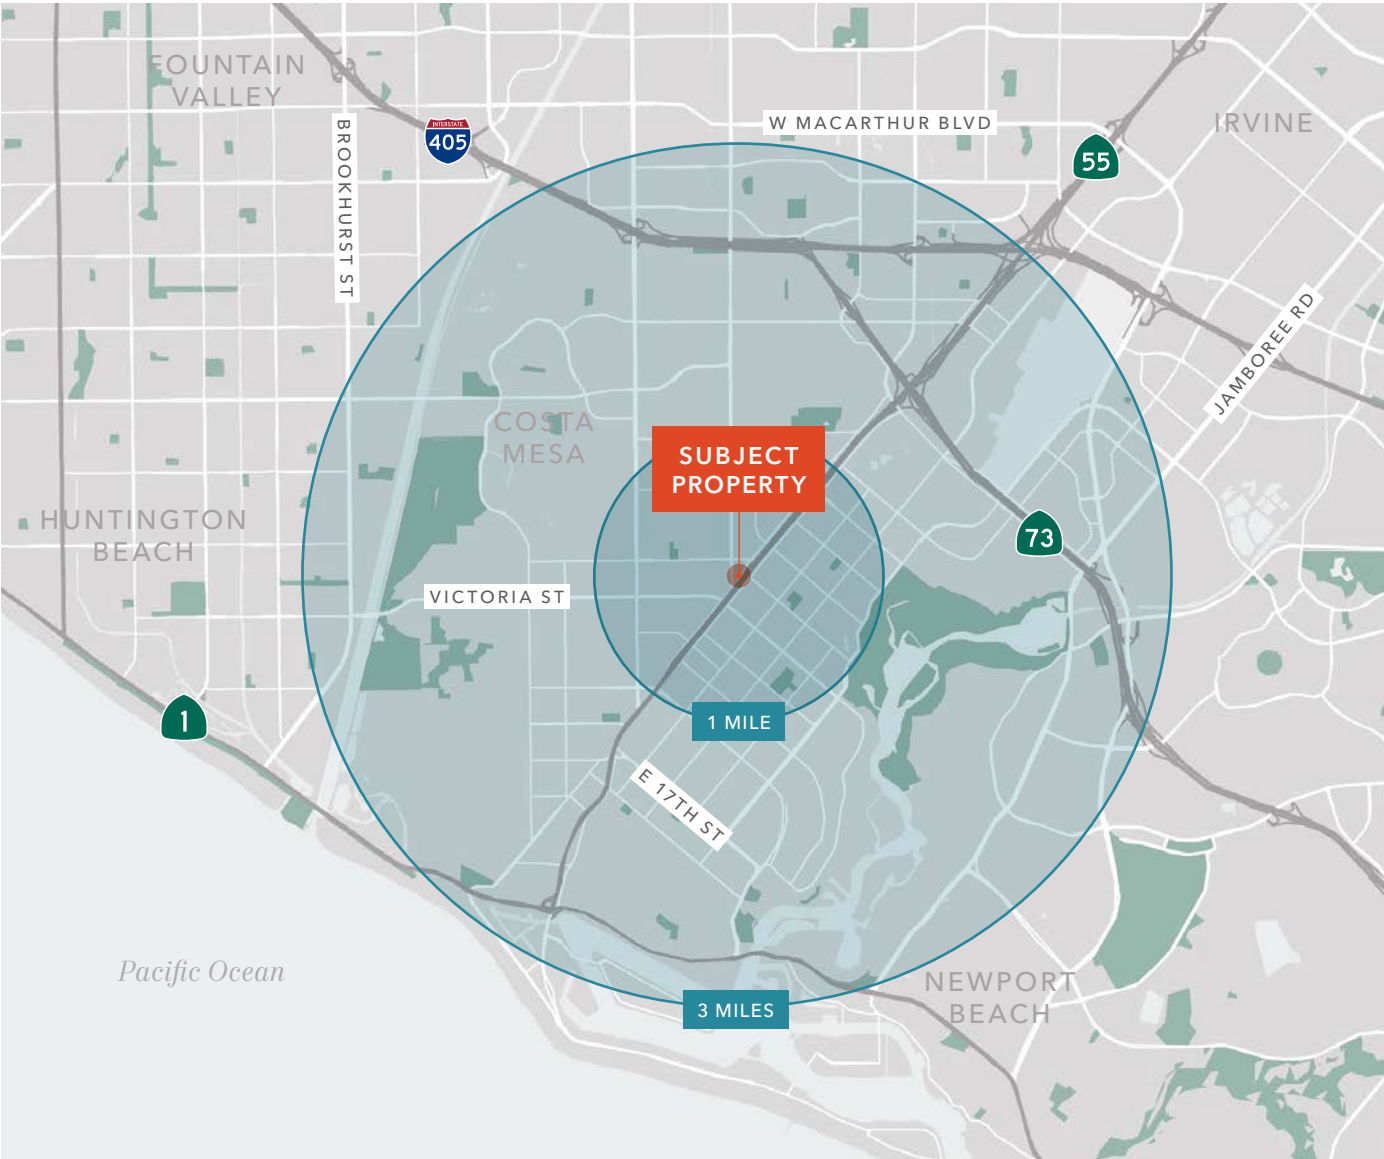 FOUNTAIN
VALLEY
INTERSTATE
405
W MACARTHUR BLVD
IRVINE
55
BROOKHURST ST
JAMBOREE RD
COSTA
MESA
SUBJECT
PROPERTY
HUNTINGTON
BEACH
73
VICTORIA ST
1
1 MILE
E 17TH ST
Pacific Ocean
NEWPORT
BEACH
3 MILES